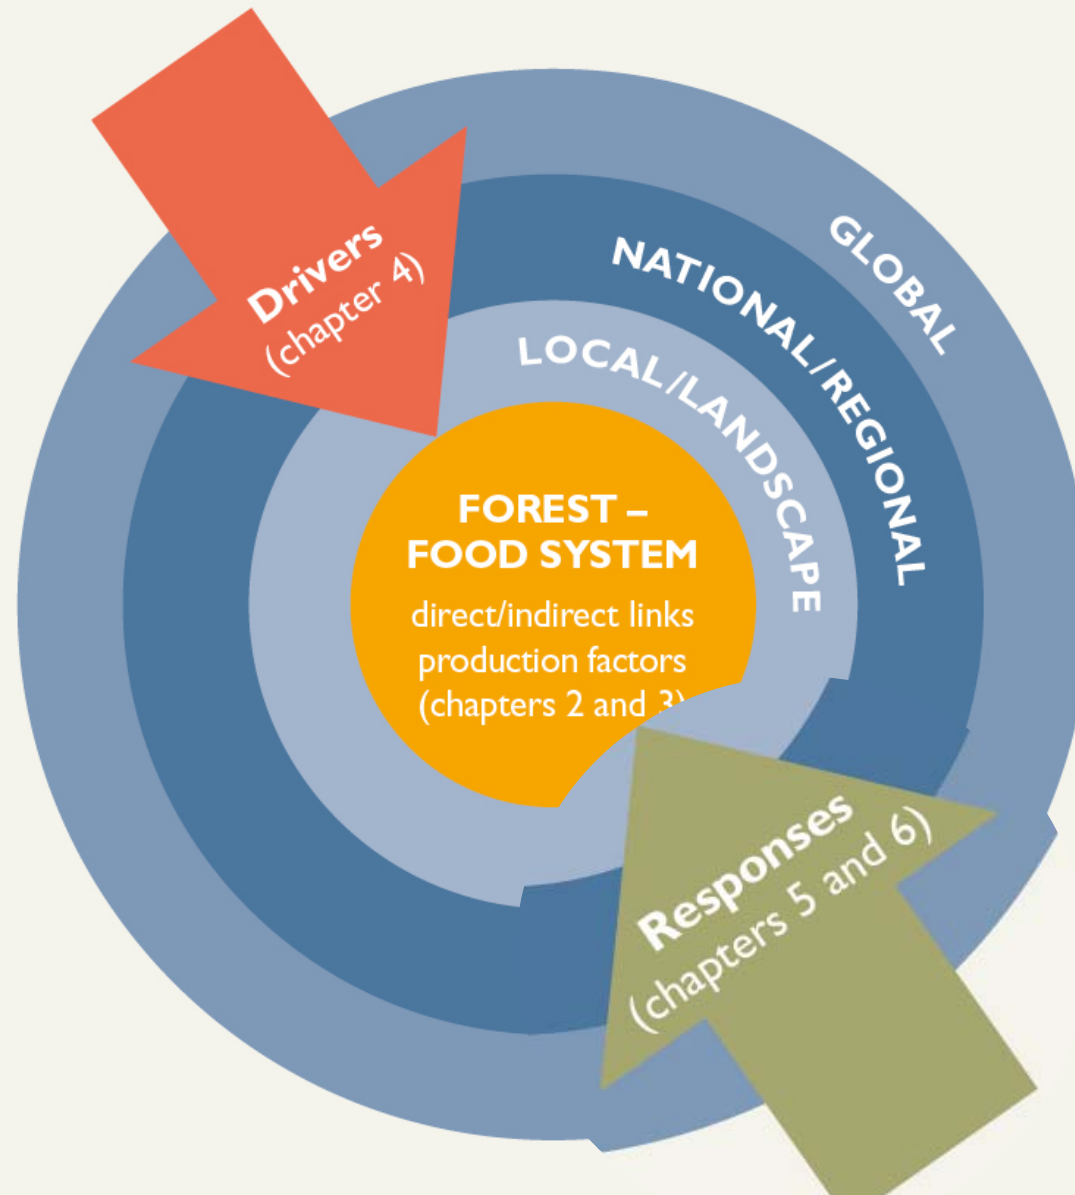 Drivers
(chapter 4)
GLOBAL
NATIONAL/REGIONAL
LOCAL/LANDSCAPE
FOREST –
FOOD SYSTEM
direct/indirect links
production factors
(chapters 2 and 3)
Responses
(chapters 5 and 6)